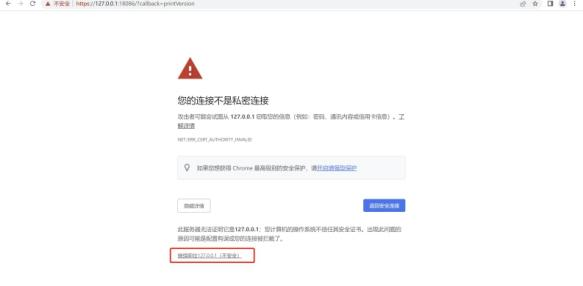 不安全 | https://127.0.0.1:18086/?callback=printVersion
您的连接不是私密连接
攻击者可能会试图从 127.0.0.1 窃取您的信息（例如：密码、通讯内容或信用卡信息）。了
解详情
NET::ERR_CERT_AUTHORITY_INVALID
如果您想获得 Chrome 最高级别的安全保护，请开启增强型保护
隐藏详情
返回安全连接
此服务器无法证明它是127.0.0.1；您计算机的操作系统不信任其安全证书。出现此问题的
原因可能是配置有误或您的连接被拦截了。
继续前往127.0.0.1（不安全）